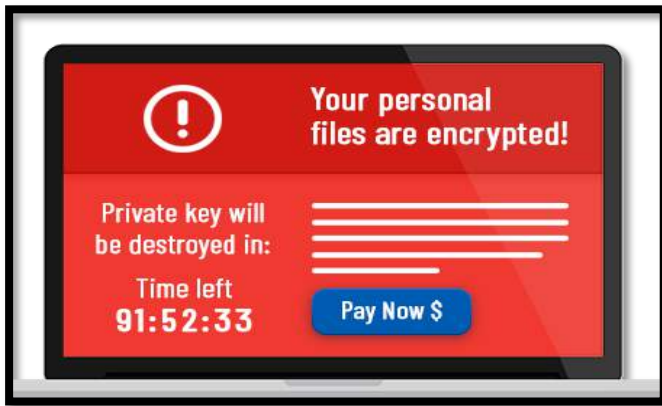 Your personal
files are encrypted!
Private key will
be destroyed in:
Time left
91:52:33
Pay Now $